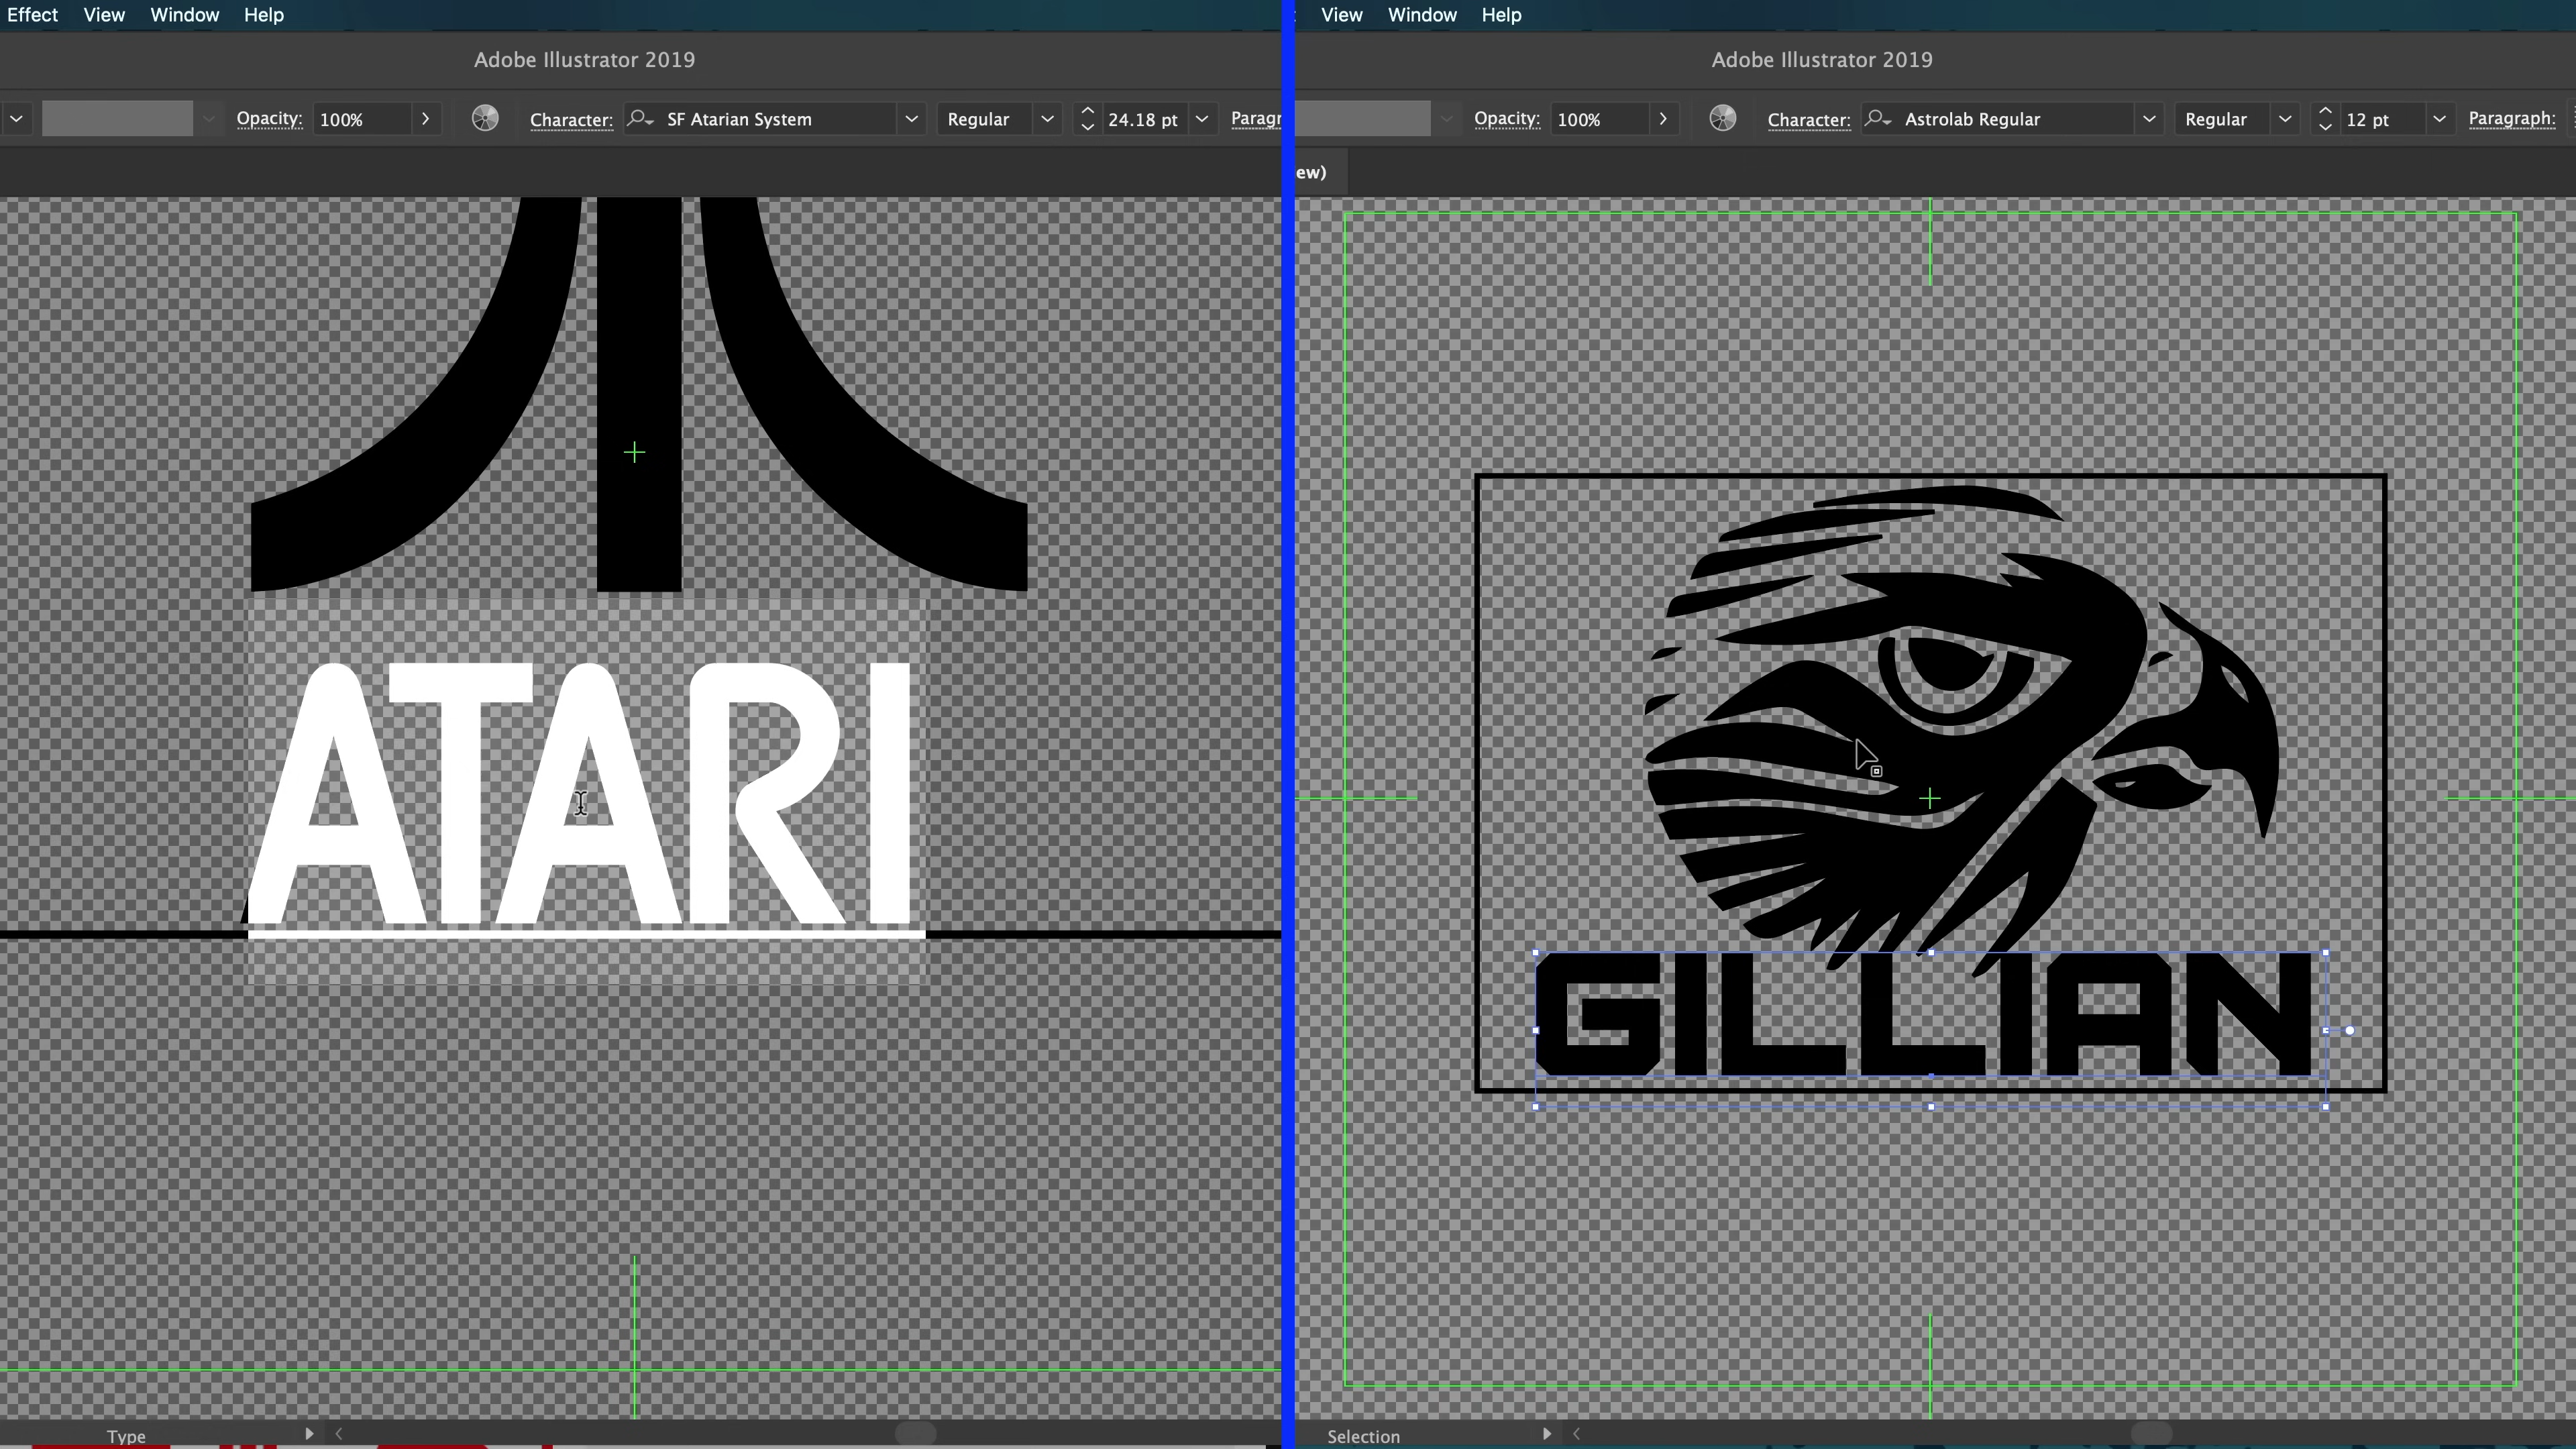 Effect View Window Help
Adobe Illustrator 2019
Opacity: 100% Character: SF Atarian System Regular 24.18 pt Paragr
ATARI
Type
View Window Help
Adobe Illustrator 2019
Opacity: 100% Character: Astrolab Regular Regular 12 pt Paragraph:
ew)
GILLIAN
Selection